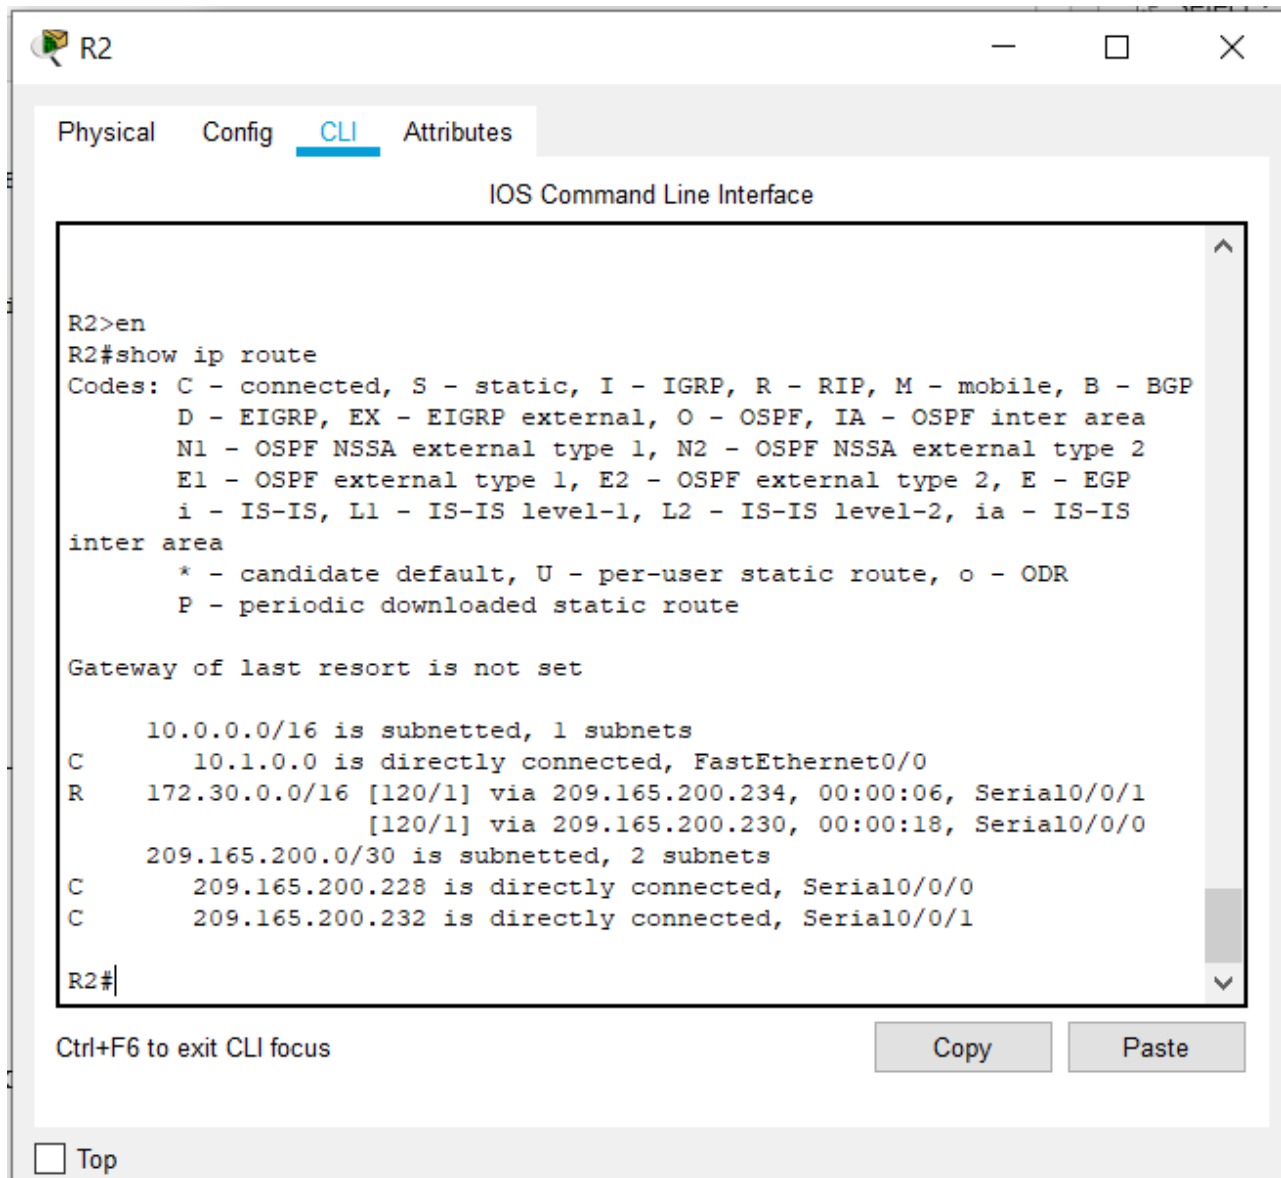 R2
Physical Config CLI Attributes
IOS Command Line Interface
R2>en
R2#show ip route
Codes: C - connected, S - static, I - IGRP, R - RIP, M - mobile, B - BGP
       D - EIGRP, EX - EIGRP external, O - OSPF, IA - OSPF inter area
       N1 - OSPF NSSA external type 1, N2 - OSPF NSSA external type 2
       E1 - OSPF external type 1, E2 - OSPF external type 2, E - EGP
       i - IS-IS, L1 - IS-IS level-1, L2 - IS-IS level-2, ia - IS-IS
inter area
       * - candidate default, U - per-user static route, o - ODR
       P - periodic downloaded static route
Gateway of last resort is not set
     10.0.0.0/16 is subnetted, 1 subnets
C       10.1.0.0 is directly connected, FastEthernet0/0
R    172.30.0.0/16 [120/1] via 209.165.200.234, 00:00:06, Serial0/0/1
                   [120/1] via 209.165.200.230, 00:00:18, Serial0/0/0
     209.165.200.0/30 is subnetted, 2 subnets
C       209.165.200.228 is directly connected, Serial0/0/0
C       209.165.200.232 is directly connected, Serial0/0/1
R2#
Ctrl+F6 to exit CLI focus
Copy Paste
Top